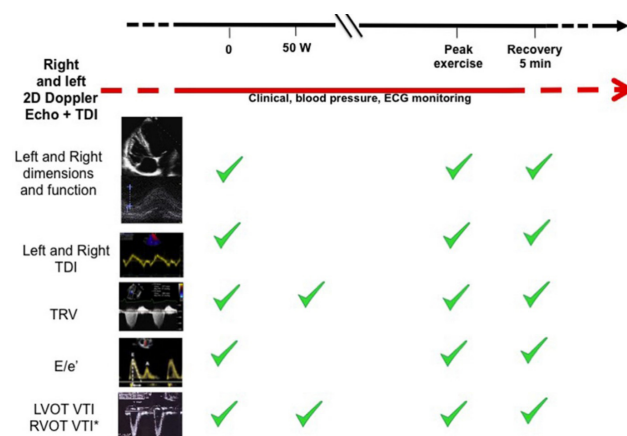 0
50 W
Peak
exercise
Recovery
5 min
Right
and left
2D Doppler
Echo + TDI
Clinical, blood pressure, ECG monitoring
Left and Right
dimensions
and function
Left and Right
TDI
TRV
E/e'
LVOT VTI
RVOT VTI*